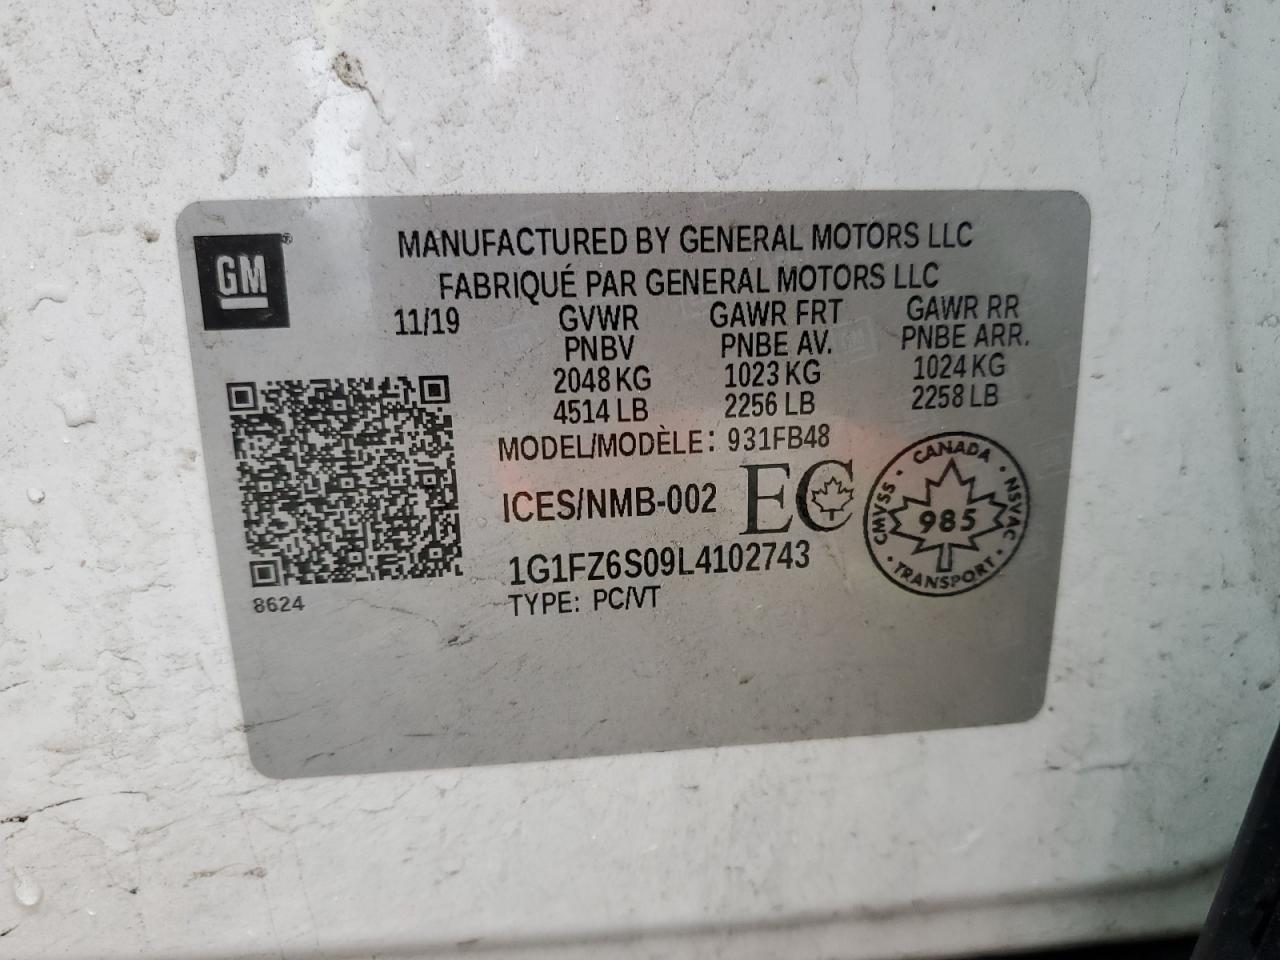 GM
MANUFACTURED BY GENERAL MOTORS LLC
FABRIQUÉ PAR GENERAL MOTORS LLC
11/19
GVWR GAWR FRT GAWR RR
PNBV PNBE AV. PNBE ARR.
2048 KG 1023 KG 1024 KG
4514 LB 2256 LB 2258 LB
MODEL/MODÈLE: 931FB48
ICES/NMB-002 EC
1G1FZ6S09L4102743
TYPE: PC/VT
8624
CANADA
CMVSS 985 NSVAC
TRANSPORT